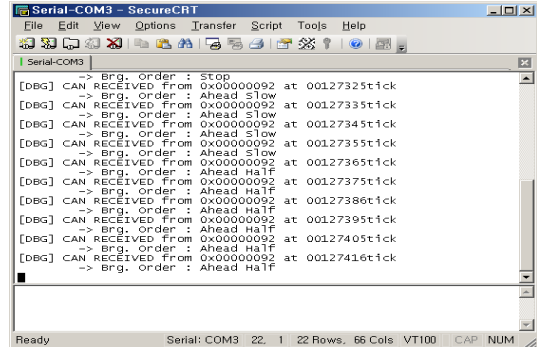 Serial-COM3 - SecureCRT
File Edit View Options Transfer Script Tools Help
Serial-COM3
-> Brg. Order : Stop
[DBG] CAN RECEIVED from 0x00000092 at 00127325tick
-> Brg. Order : Ahead Slow
[DBG] CAN RECEIVED from 0x00000092 at 00127335tick
-> Brg. Order : Ahead Slow
[DBG] CAN RECEIVED from 0x00000092 at 00127345tick
-> Brg. Order : Ahead Slow
[DBG] CAN RECEIVED from 0x00000092 at 00127355tick
-> Brg. Order : Ahead Slow
[DBG] CAN RECEIVED from 0x00000092 at 00127365tick
-> Brg. Order : Ahead Half
[DBG] CAN RECEIVED from 0x00000092 at 00127375tick
-> Brg. Order : Ahead Half
[DBG] CAN RECEIVED from 0x00000092 at 00127386tick
-> Brg. Order : Ahead Half
[DBG] CAN RECEIVED from 0x00000092 at 00127395tick
-> Brg. Order : Ahead Half
[DBG] CAN RECEIVED from 0x00000092 at 00127405tick
-> Brg. Order : Ahead Half
[DBG] CAN RECEIVED from 0x00000092 at 00127416tick
-> Brg. Order : Ahead Half
Ready Serial: COM3 22, 1 22 Rows, 66 Cols VT100 CAP NUM